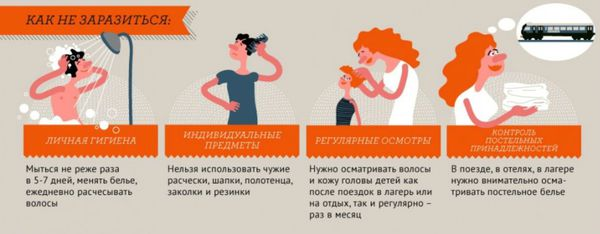 КАК НЕ ЗАРАЗИТЬСЯ:
ЛИЧНАЯ ГИГИЕНА
Мыться не реже раза
в 5-7 дней, менять белье,
ежедневно расчесывать
волосы
ИНДИВИДУАЛЬНЫЕ
ПРЕДМЕТЫ
Нельзя использовать чужие
расчески, шапки, полотенца,
заколки и резинки
РЕГУЛЯРНЫЕ ОСМОТРЫ
Нужно осматривать волосы
и кожу головы детей как
после поездок в лагерь или
на отдых, так и регулярно –
раз в месяц
КОНТРОЛЬ
ПОСТЕЛЬНЫХ
ПРИНАДЛЕЖНОСТЕЙ
В поезде, в отелях, в лагере
нужно внимательно осма-
тривать постельное белье